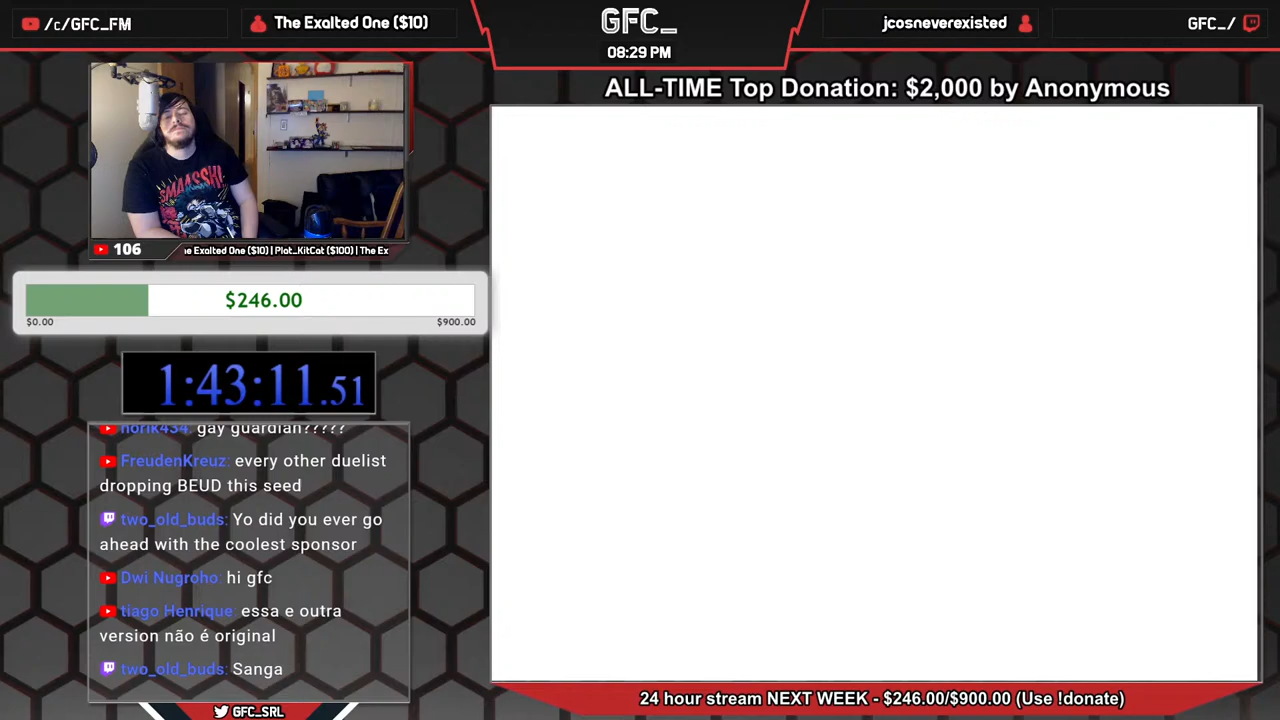 /c/GFC_FM
The Exalted One ($10)
GFC_
08:29 PM
jcosneverexisted
GFC_/
ALL-TIME Top Donation: $2,000 by Anonymous
SMAASSH!
106
e Exalted One ($10) | Plat_KitCat ($100) | The Ex
$246.00
$0.00
$900.00
1:43:11.51
norik434: gay guardian?????
FreudenKreuz: every other duelist
dropping BEUD this seed
two_old_buds: Yo did you ever go
ahead with the coolest sponsor
Dwi Nugroho: hi gfc
tiago Henrique: essa e outra
version não é original
two_old_buds: Sanga
GFC_SRL
24 hour stream NEXT WEEK - $246.00/$900.00 (Use !donate)